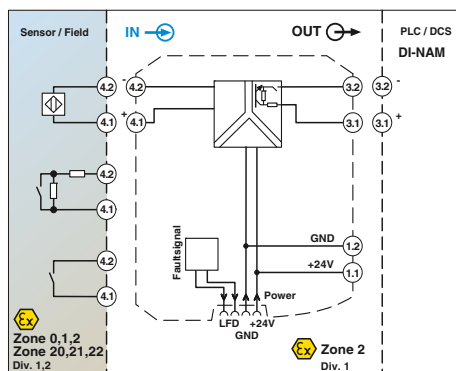 Sensor / Field
IN
OUT
PLC / DCS
DI-NAM
4.2
-
4.2
3.2
3.2
-
4.1
+
4.1
3.1
3.1
+
4.2
4.1
GND
1.2
4.2
Faultsignal
+24V
1.1
4.1
Power
LFD
+24V
GND
Ex
Zone 0,1,2
Zone 20,21,22
Div. 1,2
Ex
Zone 2
Div. 1